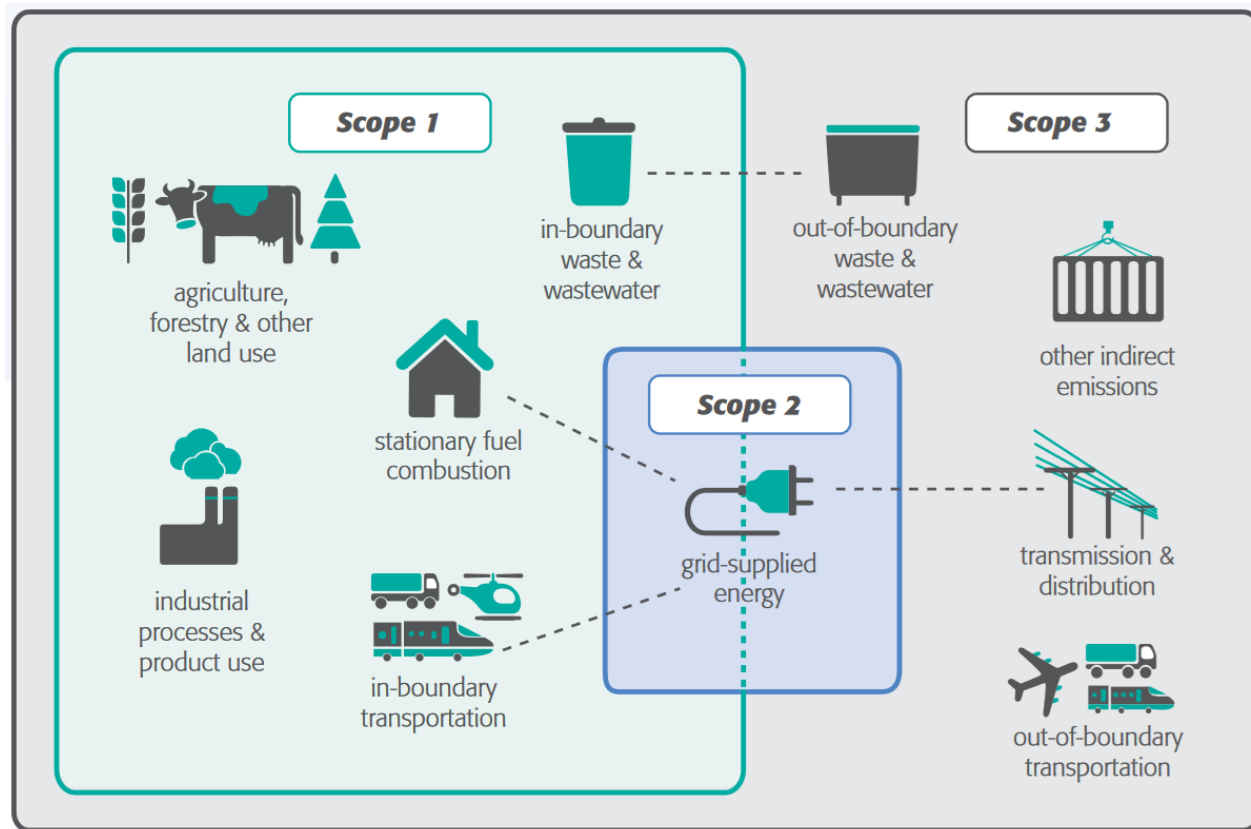 Scope 1
Scope 3
agriculture,
forestry & other
land use
in-boundary
waste &
wastewater
out-of-boundary
waste &
wastewater
other indirect
emissions
stationary fuel
combustion
Scope 2
grid-supplied
energy
transmission &
distribution
industrial
processes &
product use
in-boundary
transportation
out-of-boundary
transportation